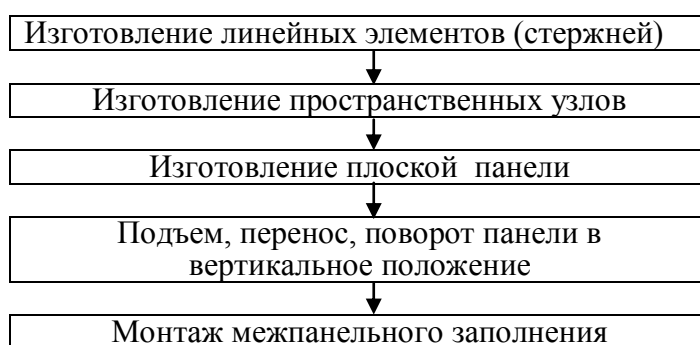 Изготовление линейных элементов (стержней)
Изготовление пространственных узлов
Изготовление плоской панели
Подъем, перенос, поворот панели в
вертикальное положение
Монтаж межпанельного заполнения